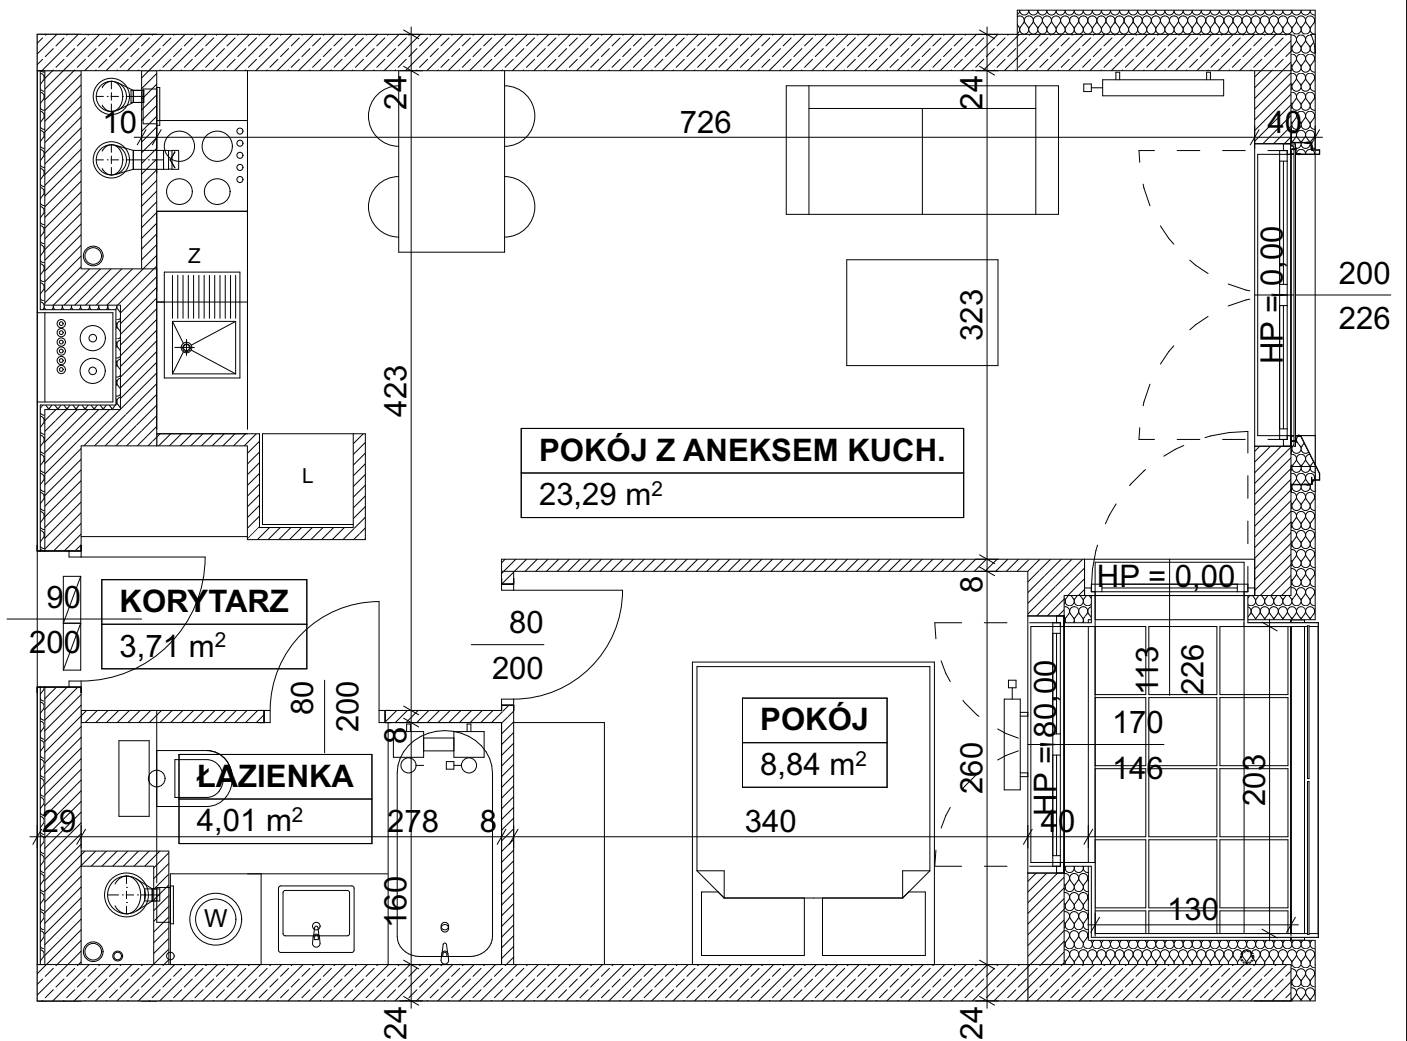 24
24
10
726
40
Z
HP = 0,00
200
226
323
423
POKÓJ Z ANEKSEM KUCH.
23,29 m²
L
8
HP = 0,00
90
200
KORYTARZ
3,71 m²
80
200
80
200
113
226
8
POKÓJ
8,84 m²
HP = 80,00
170
146
260
203
ŁAZIENKA
4,01 m²
29
278
8
340
40
160
W
130
24
24